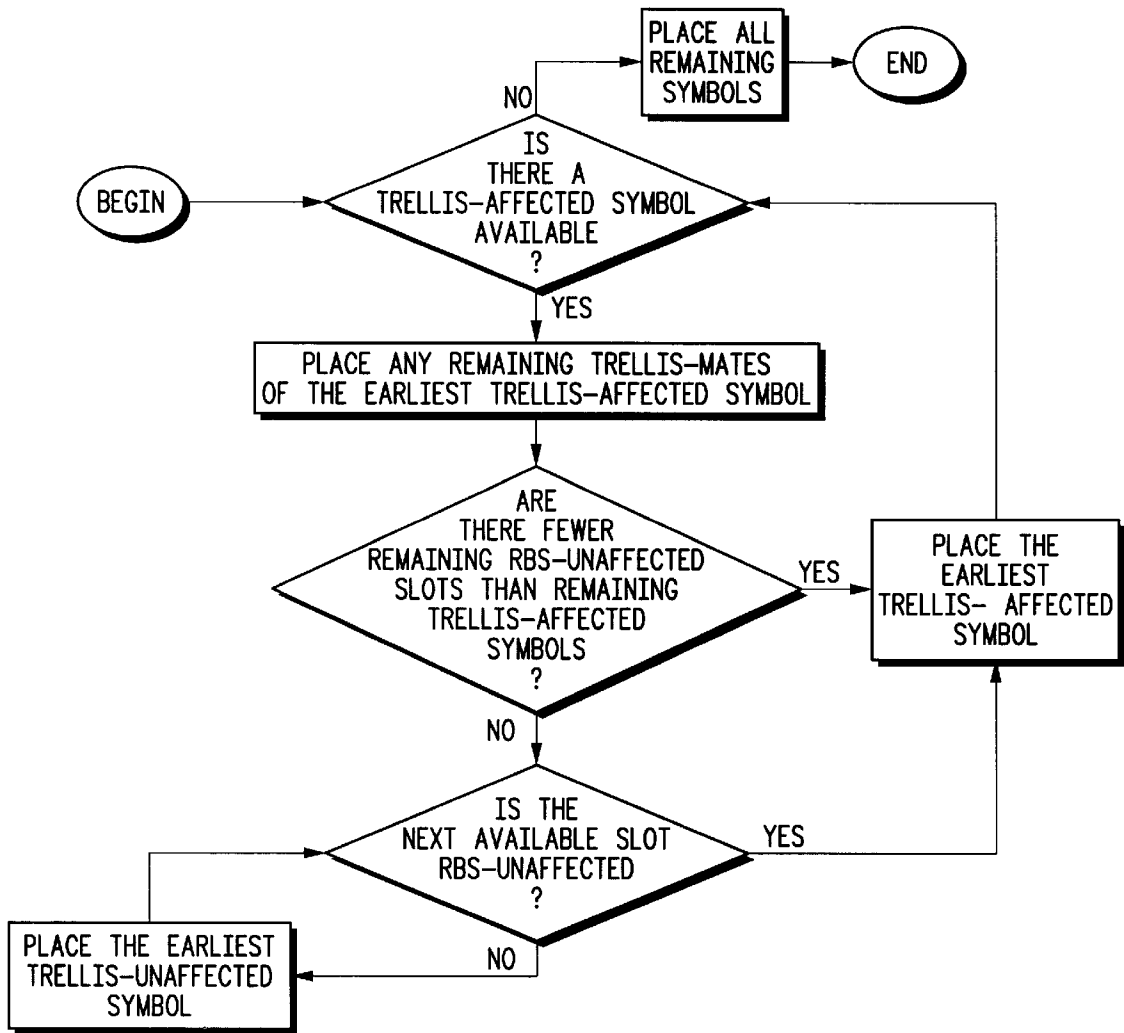 PLACE ALL
REMAINING
SYMBOLS
END
NO
IS
THERE A
TRELLIS-AFFECTED SYMBOL
AVAILABLE
?
BEGIN
YES
PLACE ANY REMAINING TRELLIS-MATES
OF THE EARLIEST TRELLIS-AFFECTED SYMBOL
ARE
THERE FEWER
REMAINING RBS-UNAFFECTED
SLOTS THAN REMAINING
TRELLIS-AFFECTED
SYMBOLS
?
YES
PLACE THE
EARLIEST
TRELLIS- AFFECTED
SYMBOL
NO
IS THE
NEXT AVAILABLE SLOT
RBS-UNAFFECTED
?
YES
NO
PLACE THE EARLIEST
TRELLIS-UNAFFECTED
SYMBOL